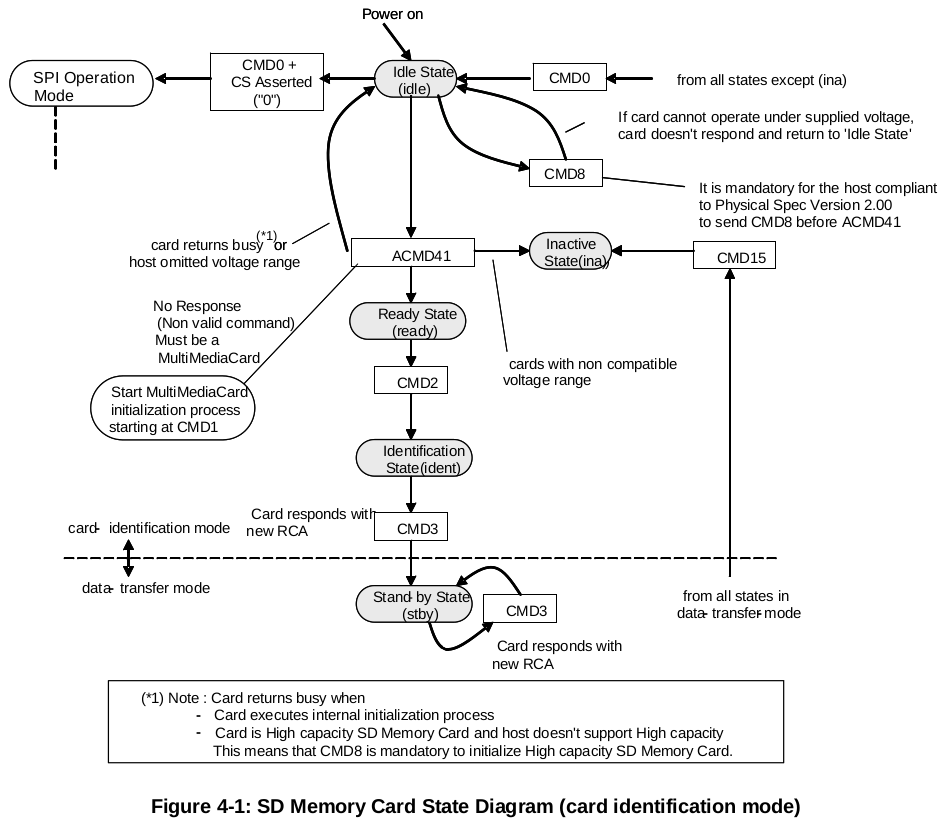 Power on
SPI Operation
Mode
CMD0 +
CS Asserted
("0")
Idle State
(idle)
CMD0
from all states except (ina)
If card cannot operate under supplied voltage,
card doesn't respond and return to 'Idle State'
CMD8
It is mandatory for the host compliant
to Physical Spec Version 2.00
to send CMD8 before ACMD41
card returns busy(*1) or
host omitted voltage range
ACMD41
Inactive
State(ina)
CMD15
No Response
(Non valid command)
Must be a
MultiMediaCard
Ready State
(ready)
cards with non compatible
voltage range
CMD2
Start MultiMediaCard
initialization process
starting at CMD1
Identification
State(ident)
Card responds with
new RCA
CMD3
card- identification mode
data- transfer mode
Stand-by State
(stby)
CMD3
from all states in
data-transfer-mode
Card responds with
new RCA
(*1) Note : Card returns busy when
- Card executes internal initialization process
- Card is High capacity SD Memory Card and host doesn't support High capacity
This means that CMD8 is mandatory to initialize High capacity SD Memory Card.
Figure 4-1: SD Memory Card State Diagram (card identification mode)